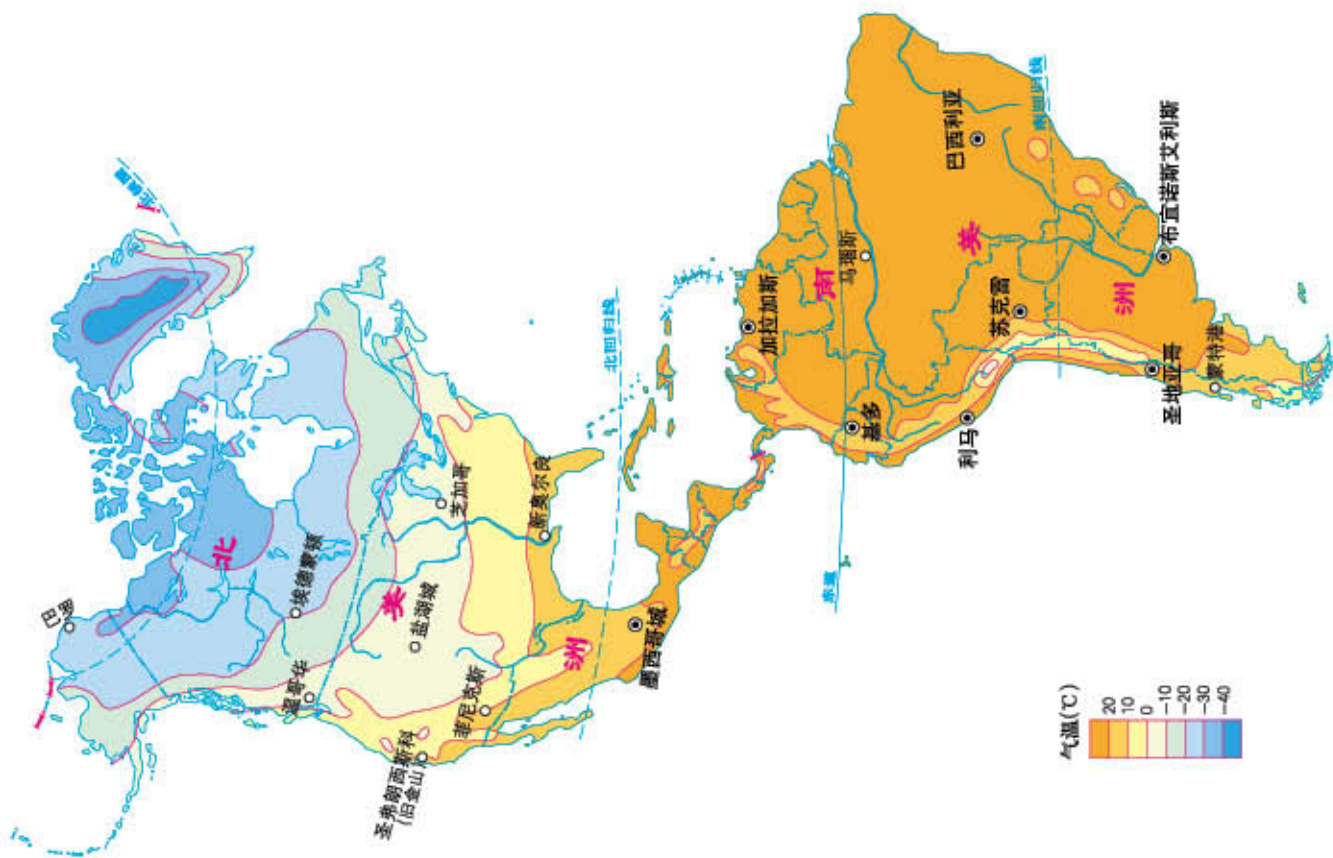 北极圈
巴罗
北
埃德蒙顿
温哥华
美
芝加哥
盐湖城
圣弗朗西斯科
(旧金山)
菲尼克斯
新奥尔良
洲
北回归线
墨西哥城
加拉加斯
南
马瑙斯
基多
赤道
巴西利亚
美
利马
苏克雷
南回归线
洲
布宜诺斯艾利斯
圣地亚哥
蒙特港
气温(℃)
20
10
0
-10
-20
-30
-40